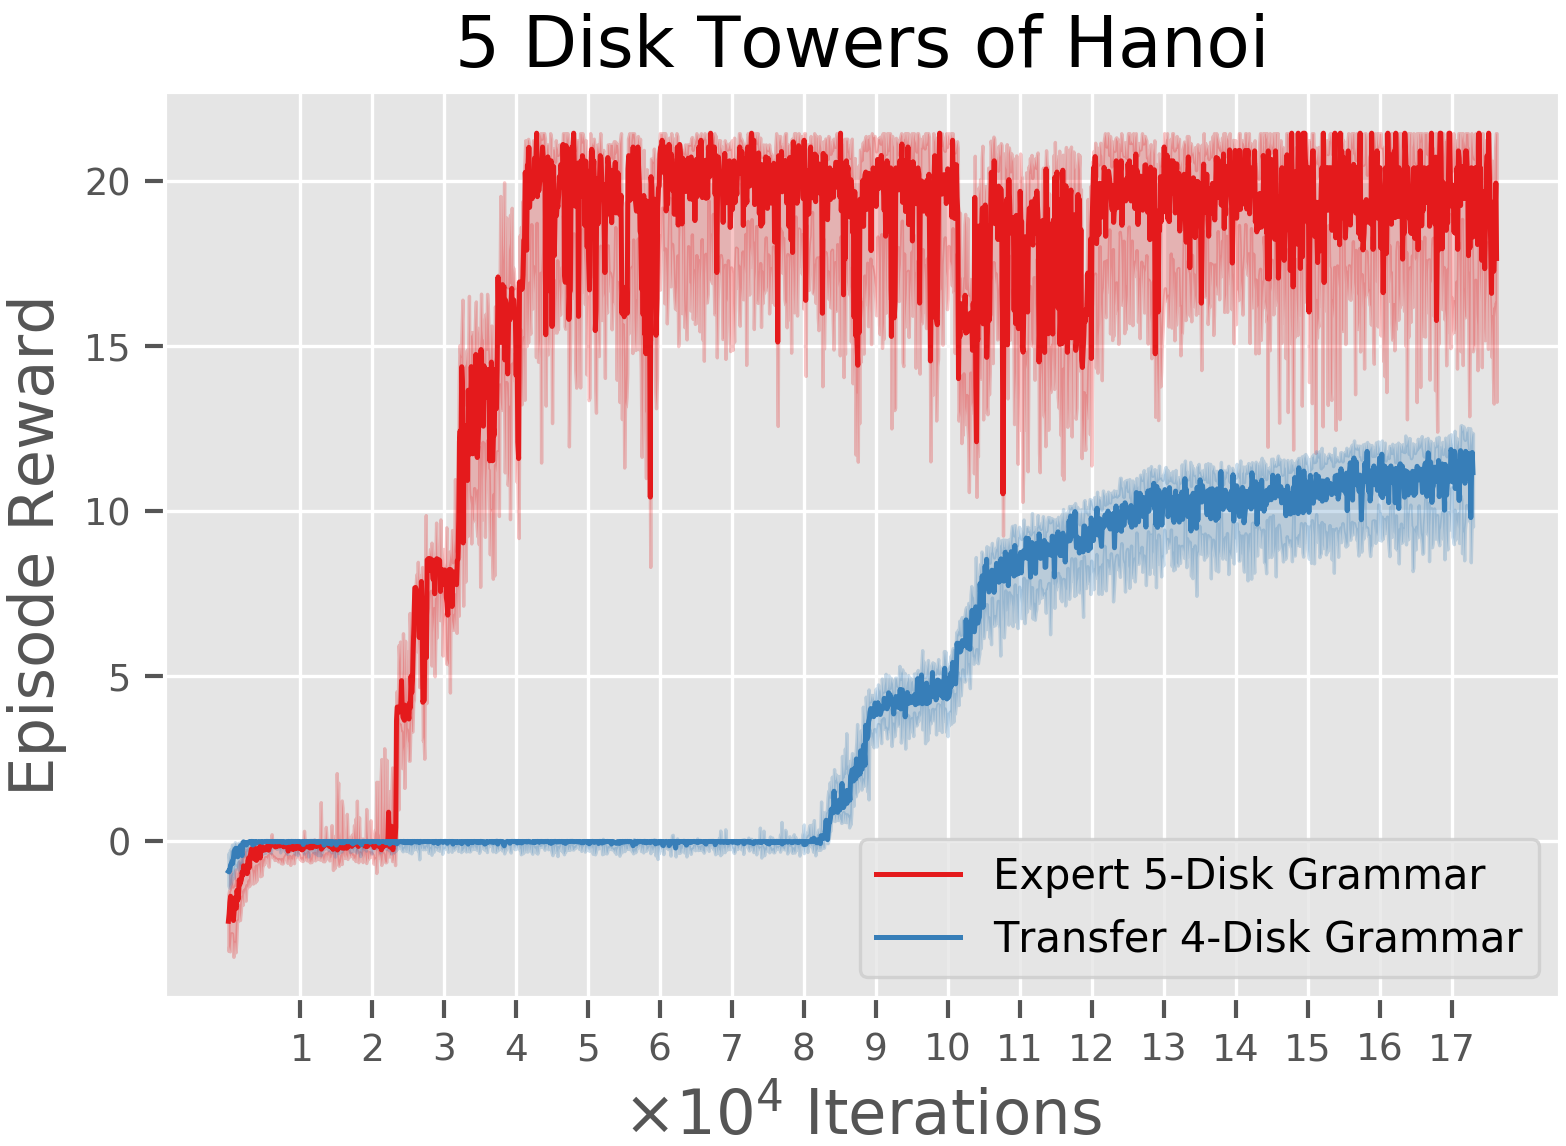 5 Disk Towers of Hanoi
Episode Reward
20
15
10
5
0
Expert 5-Disk Grammar
Transfer 4-Disk Grammar
1 2 3 4 5 6 7 8 9 10 11 12 13 14 15 16 17
×10⁴ Iterations